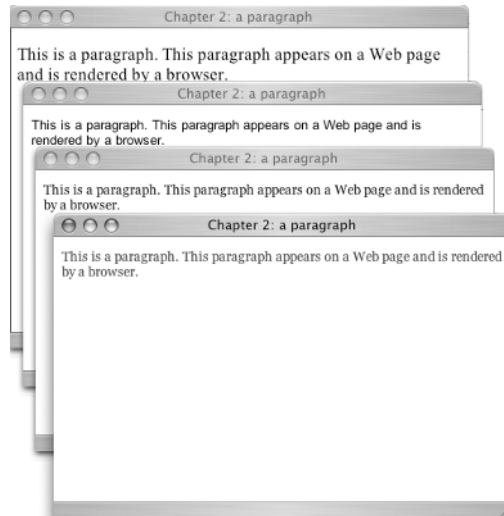 Chapter 2: a paragraph
This is a paragraph. This paragraph appears on a Web page
and is rendered by a browser.
Chapter 2: a paragraph
This is a paragraph. This paragraph appears on a Web page and is
rendered by a browser.
Chapter 2: a paragraph
This is a paragraph. This paragraph appears on a Web page and is rendered
by a browser.
Chapter 2: a paragraph
This is a paragraph. This paragraph appears on a Web page and is rendered
by a browser.